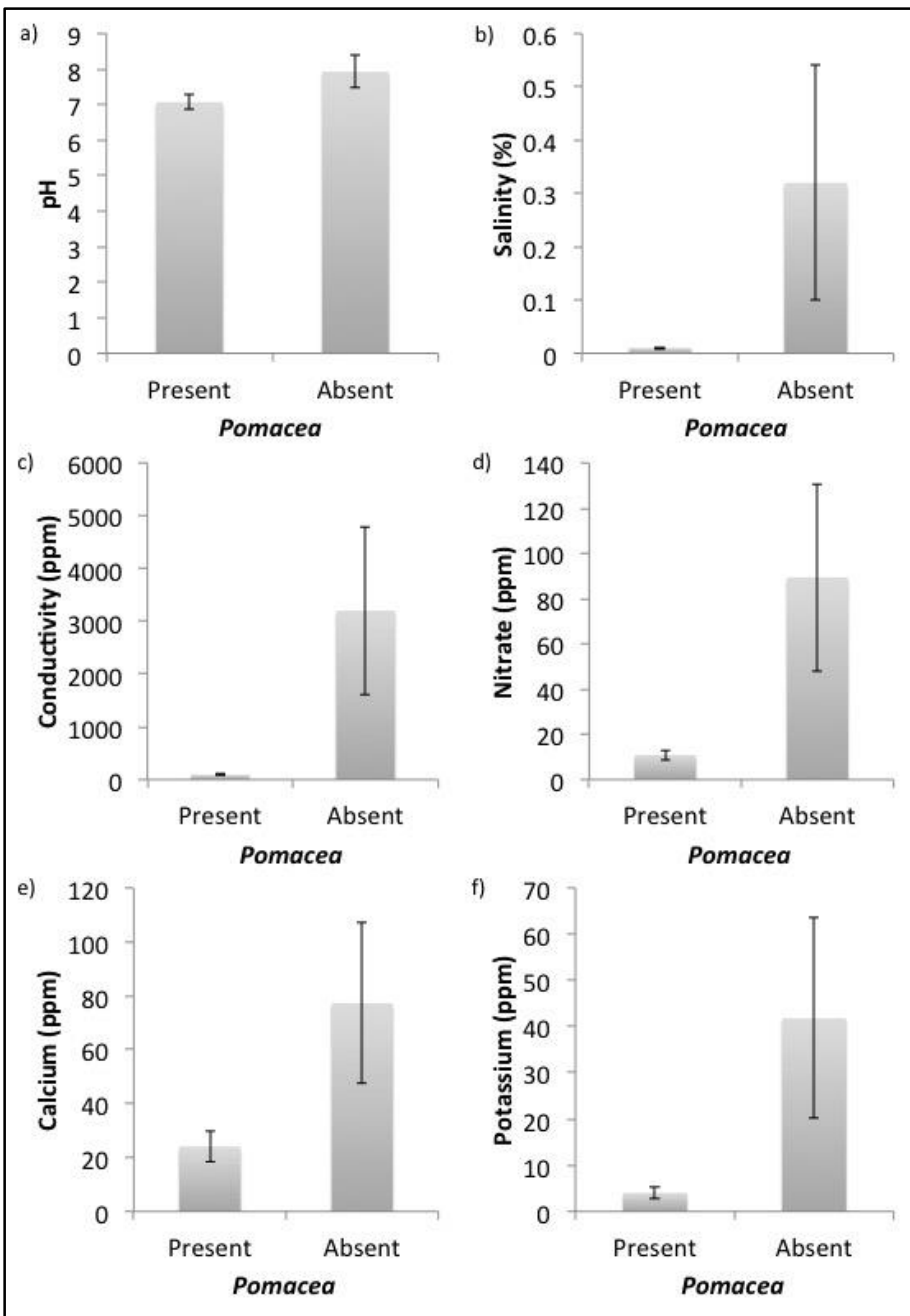 a)
9
8
7
6
5
4
3
2
1
0
pH
Present Absent
Pomacea
b)
0.6
0.5
0.4
0.3
0.2
0.1
0
Salinity (%)
Present Absent
Pomacea
c)
6000
5000
4000
3000
2000
1000
0
Conductivity (ppm)
Present Absent
Pomacea
d)
140
120
100
80
60
40
20
0
Nitrate (ppm)
Present Absent
Pomacea
e)
120
100
80
60
40
20
0
Calcium (ppm)
Present Absent
Pomacea
f)
70
60
50
40
30
20
10
0
Potassium (ppm)
Present Absent
Pomacea